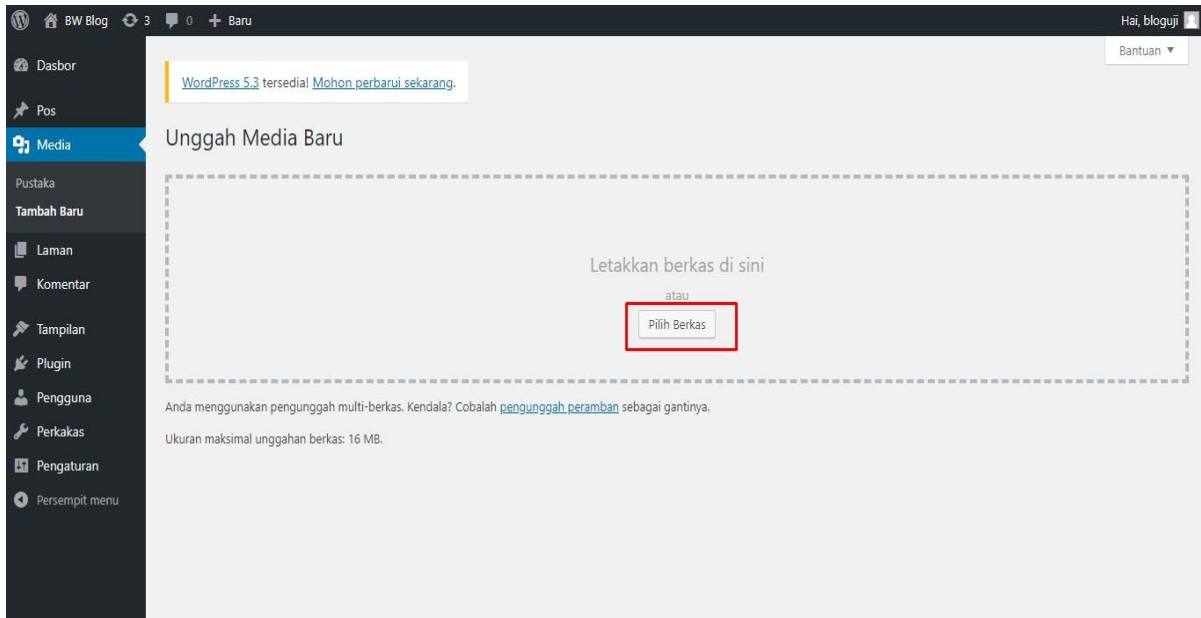 BW Blog 3 0 + Baru Hai, bloguji
Bantuan ▼
Dasbor
Pos
Media
Pustaka
Tambah Baru
Laman
Komentar
Tampilan
Plugin
Pengguna
Perkakas
Pengaturan
Persempit menu
WordPress 5.3 tersedia! Mohon perbarui sekarang.
Unggah Media Baru
Letakkan berkas di sini
atau
Pilih Berkas
Anda menggunakan pengunggah multi-berkas. Kendala? Cobalah pengunggah peramban sebagai gantinya.
Ukuran maksimal unggahan berkas: 16 MB.